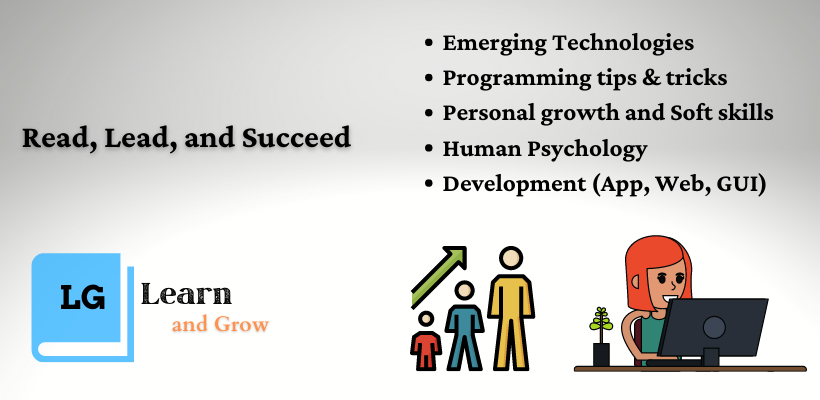 Read, Lead, and Succeed
• Emerging Technologies
• Programming tips & tricks
• Personal growth and Soft skills
• Human Psychology
• Development (App, Web, GUI)
LG
Learn
and Grow